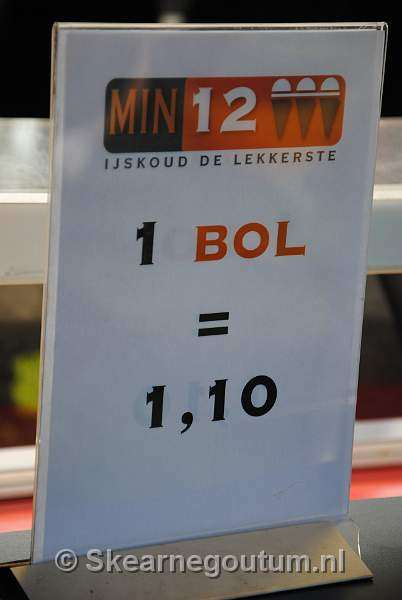 MIN 12
IJSKOUD DE LEKKERSTE
1 BOL
=
1,10
© Skearnegoutum.nl